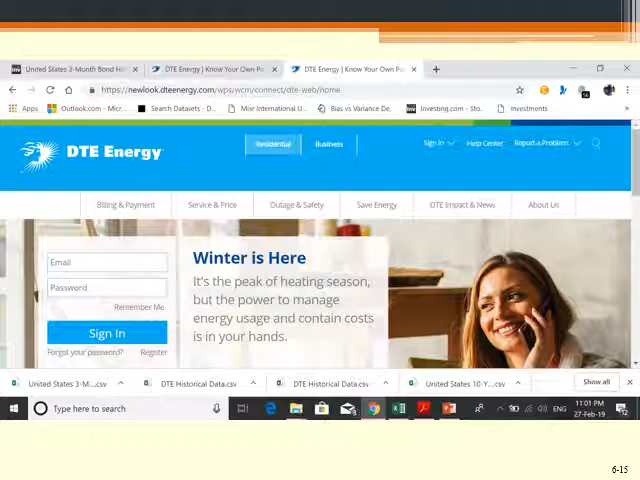 United States 3-Month Bond Hi
DTE Energy | Know Your Own Po
DTE Energy | Know Your Own Po
https://newlook.dteenergy.com/wps/wcm/connect/dte-web/home
Apps
Outlook.com - Micr...
Search Datasets - D...
Misr International U...
Bias vs Variance De...
Investing.com - Sto...
Investments
DTE Energy
Residential
Business
Sign In
Help Center
Report a Problem
Billing & Payment
Service & Price
Outage & Safety
Save Energy
DTE Impact & News
About Us
Email
Password
Remember Me
Sign In
Forgot your password?
Register
Winter is Here
It's the peak of heating season,
but the power to manage
energy usage and contain costs
is in your hands.
United States 3-M....csv
DTE Historical Data.csv
DTE Historical Data.csv
United States 10-Y....csv
Show all
Type here to search
ENG
11:01 PM
27-Feb-19
6-15